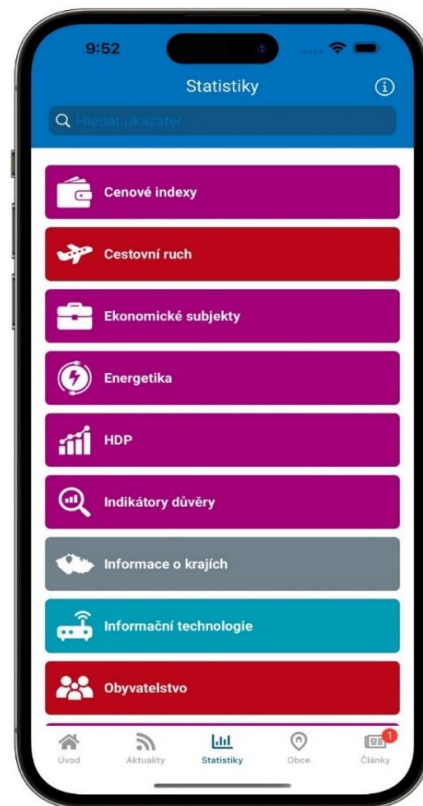 9:52
Statistiky
Hledat ukazatel
Cenové indexy
Cestovní ruch
Ekonomické subjekty
Energetika
HDP
Indikátory důvěry
Informace o krajích
Informační technologie
Obyvatelstvo
1
Úvod Aktuality Statistiky Obce Články